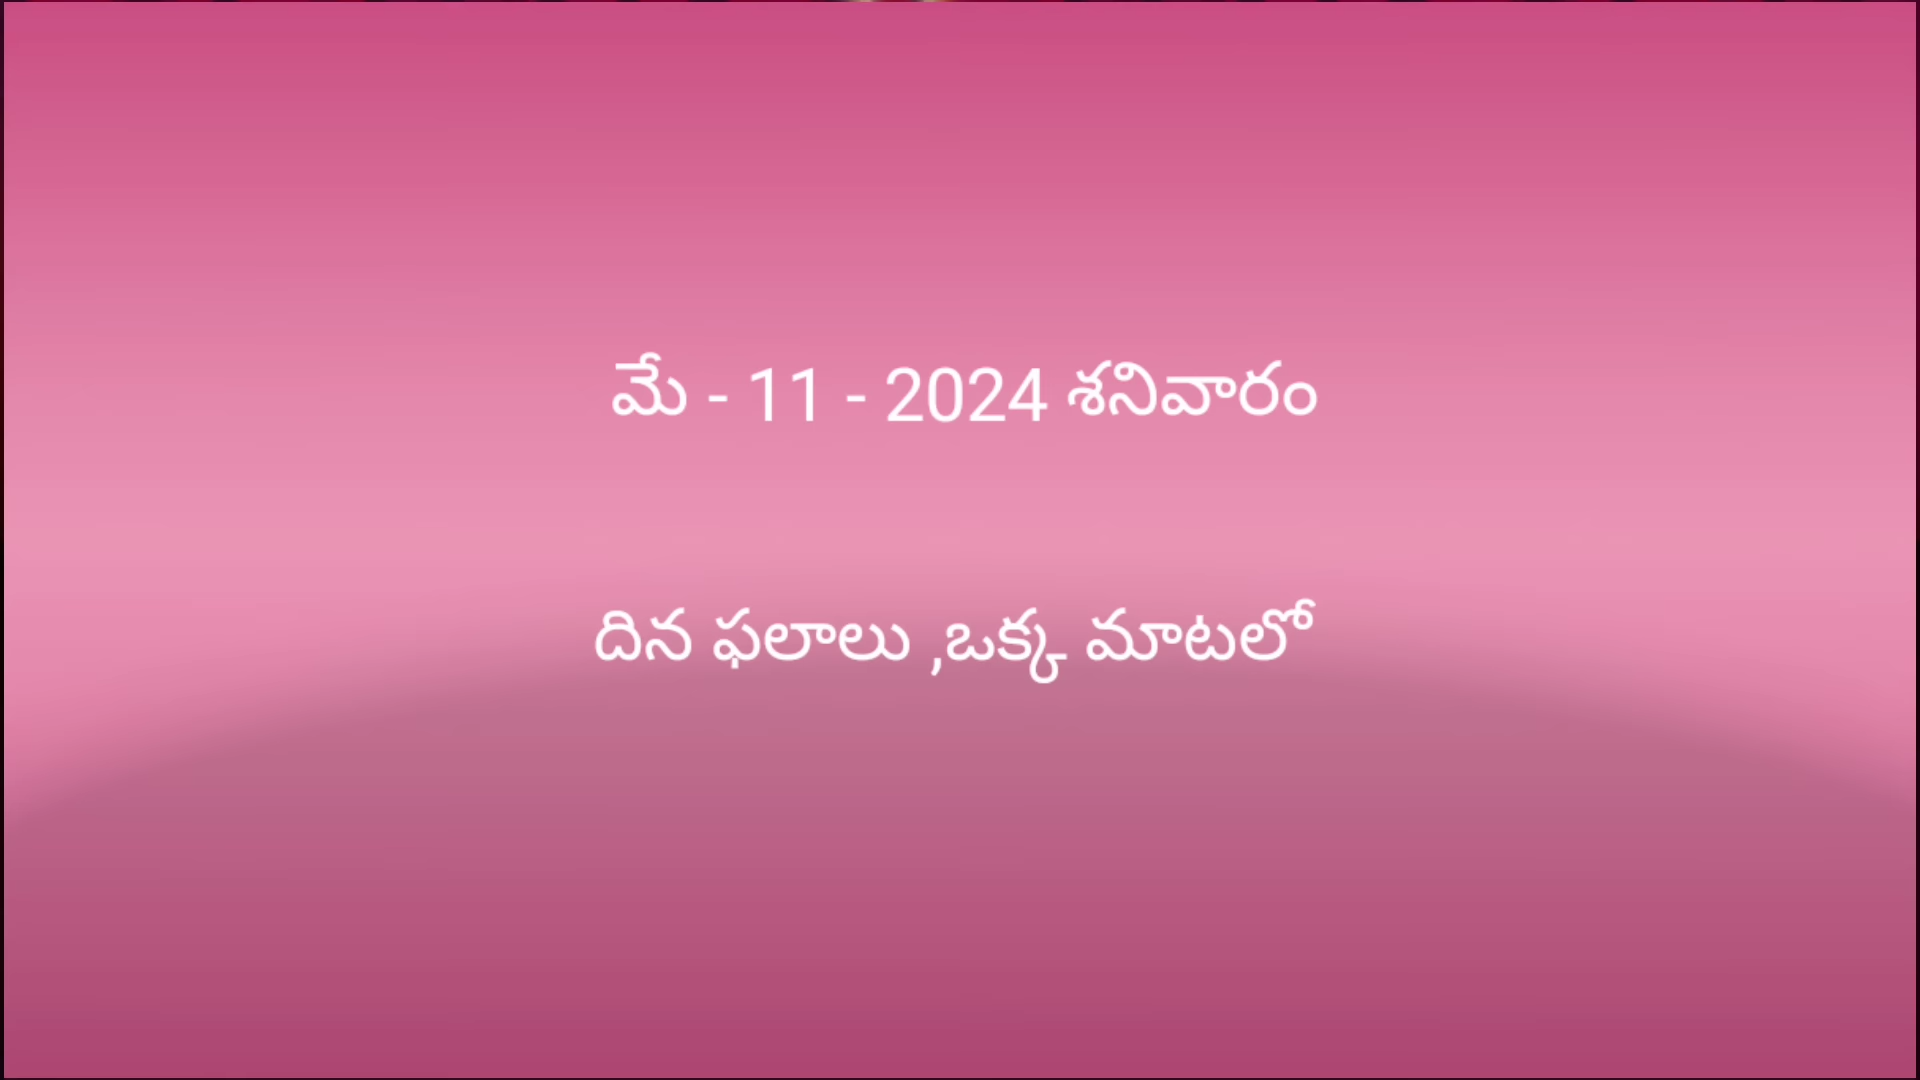 మే - 11 - 2024 శనివారం
దిన ఫలాలు ,ఒక్క మాటలో